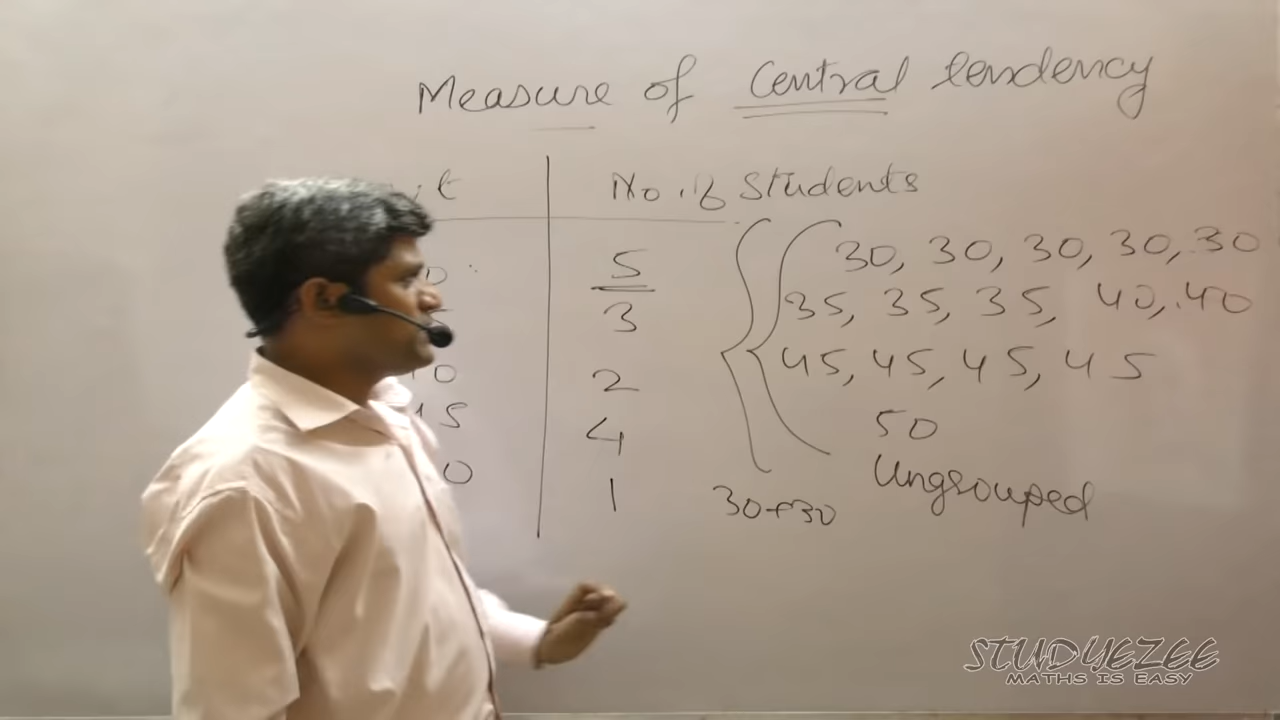 Measure of Central tendency
No. of Students
5 30, 30, 30, 30, 30
3 35, 35, 35, 40, 40
2 45, 45, 45, 45
45 4 50
1 30+30 Ungrouped
STUDYEZEE
MATHS IS EASY